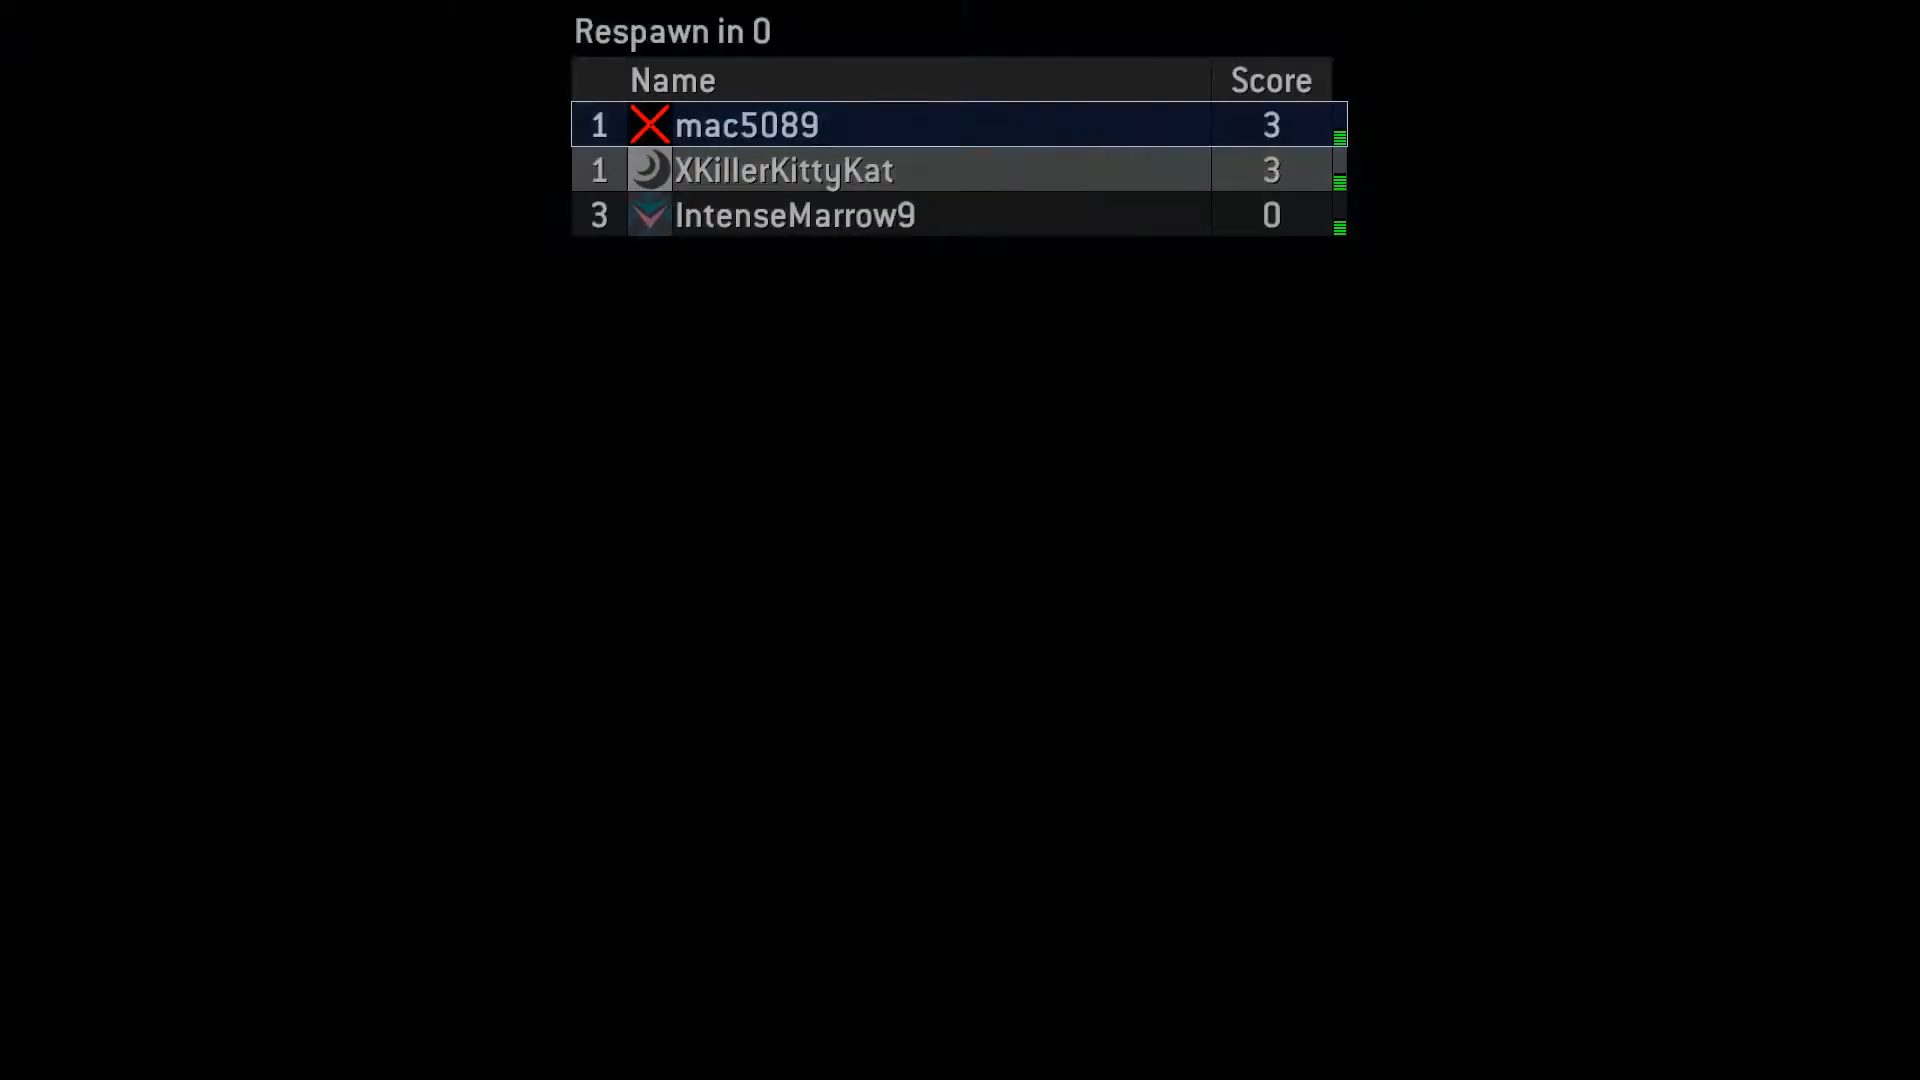 Respawn in 0
Name Score
1 mac5089 3
1 XKillerKittyKat 3
3 IntenseMarrow9 0